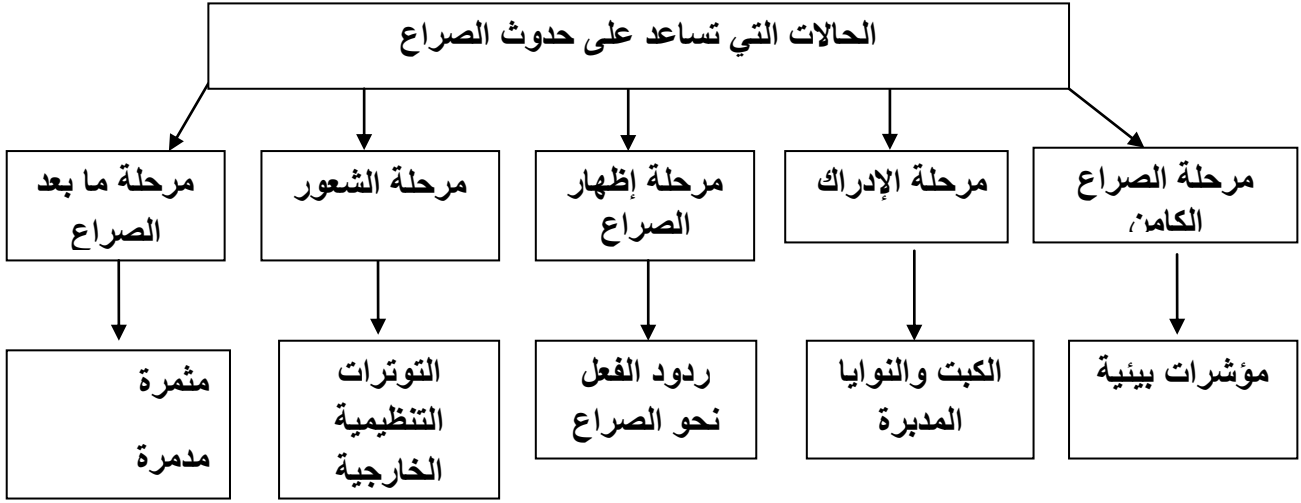 الحالات التي تساعد على حدوث الصراع
مرحلة الصراع
الكامن
مرحلة الإدراك
مرحلة إظهار
الصراع
مرحلة الشعور
مرحلة ما بعد
الصراع
مؤشرات بيئية
الكبت والنوايا
المدبرة
ردود الفعل
نحو الصراع
التوترات
التنظيمية
الخارجية
مثمرة
مدمرة